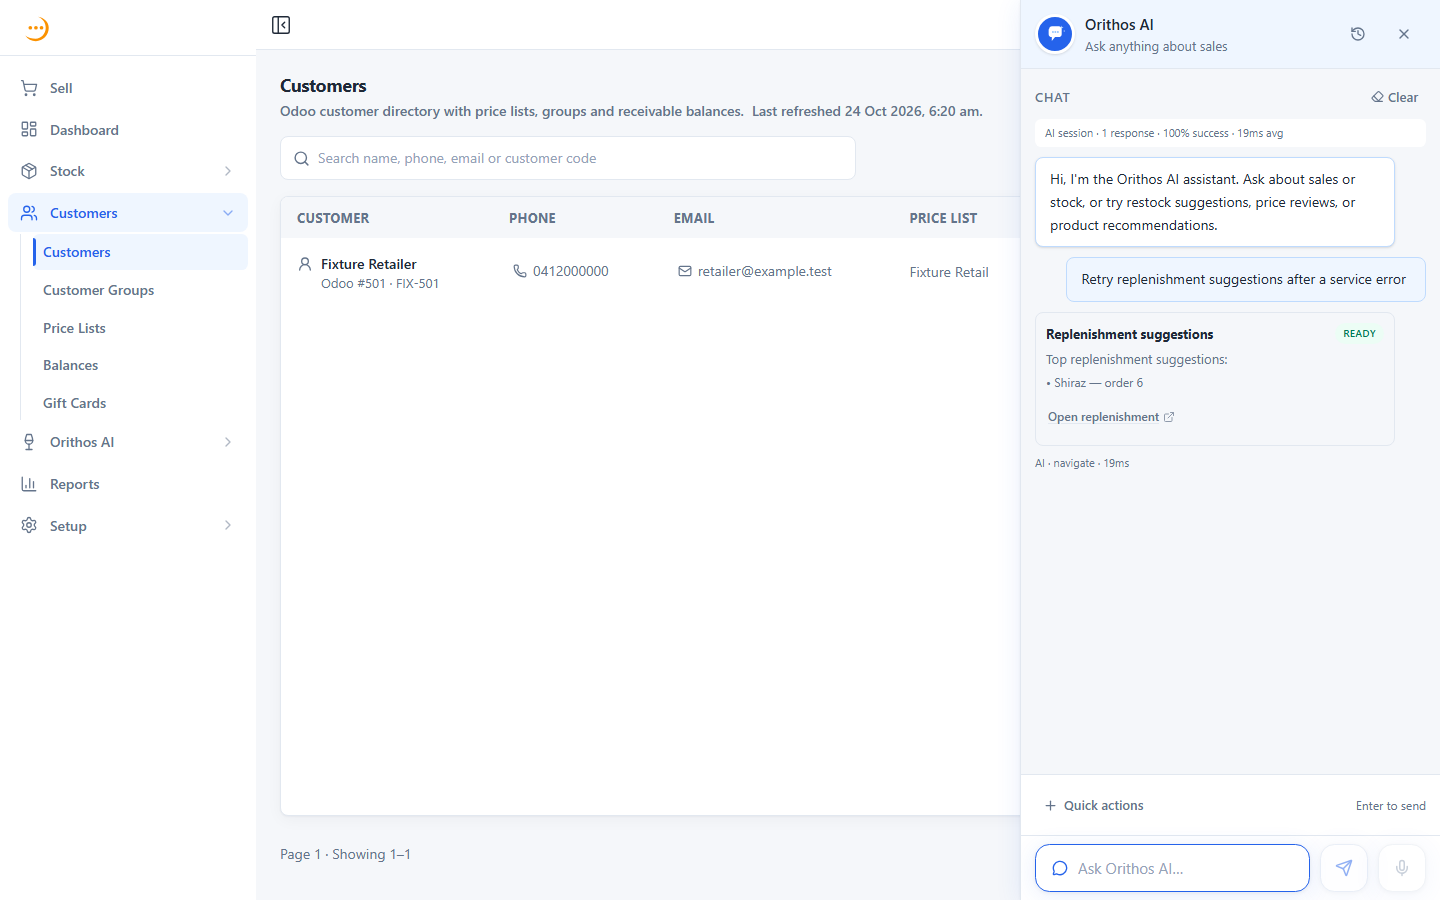 Sell
Dashboard
Stock
Customers
Customers
Customer Groups
Price Lists
Balances
Gift Cards
Orithos AI
Reports
Setup
Customers
Odoo customer directory with price lists, groups and receivable balances. Last refreshed 24 Oct 2026, 6:20 am.
Search name, phone, email or customer code
CUSTOMER PHONE EMAIL PRICE LIST
Fixture Retailer
Odoo #501 · FIX-501
0412000000
retailer@example.test
Fixture Retail
Page 1 · Showing 1–1
Orithos AI
Ask anything about sales
CHAT
Clear
AI session · 1 response · 100% success · 19ms avg
Hi, I'm the Orithos AI assistant. Ask about sales or
stock, or try restock suggestions, price reviews, or
product recommendations.
Retry replenishment suggestions after a service error
Replenishment suggestions
READY
Top replenishment suggestions:
• Shiraz — order 6
Open replenishment
AI · navigate · 19ms
Quick actions
Enter to send
Ask Orithos AI...